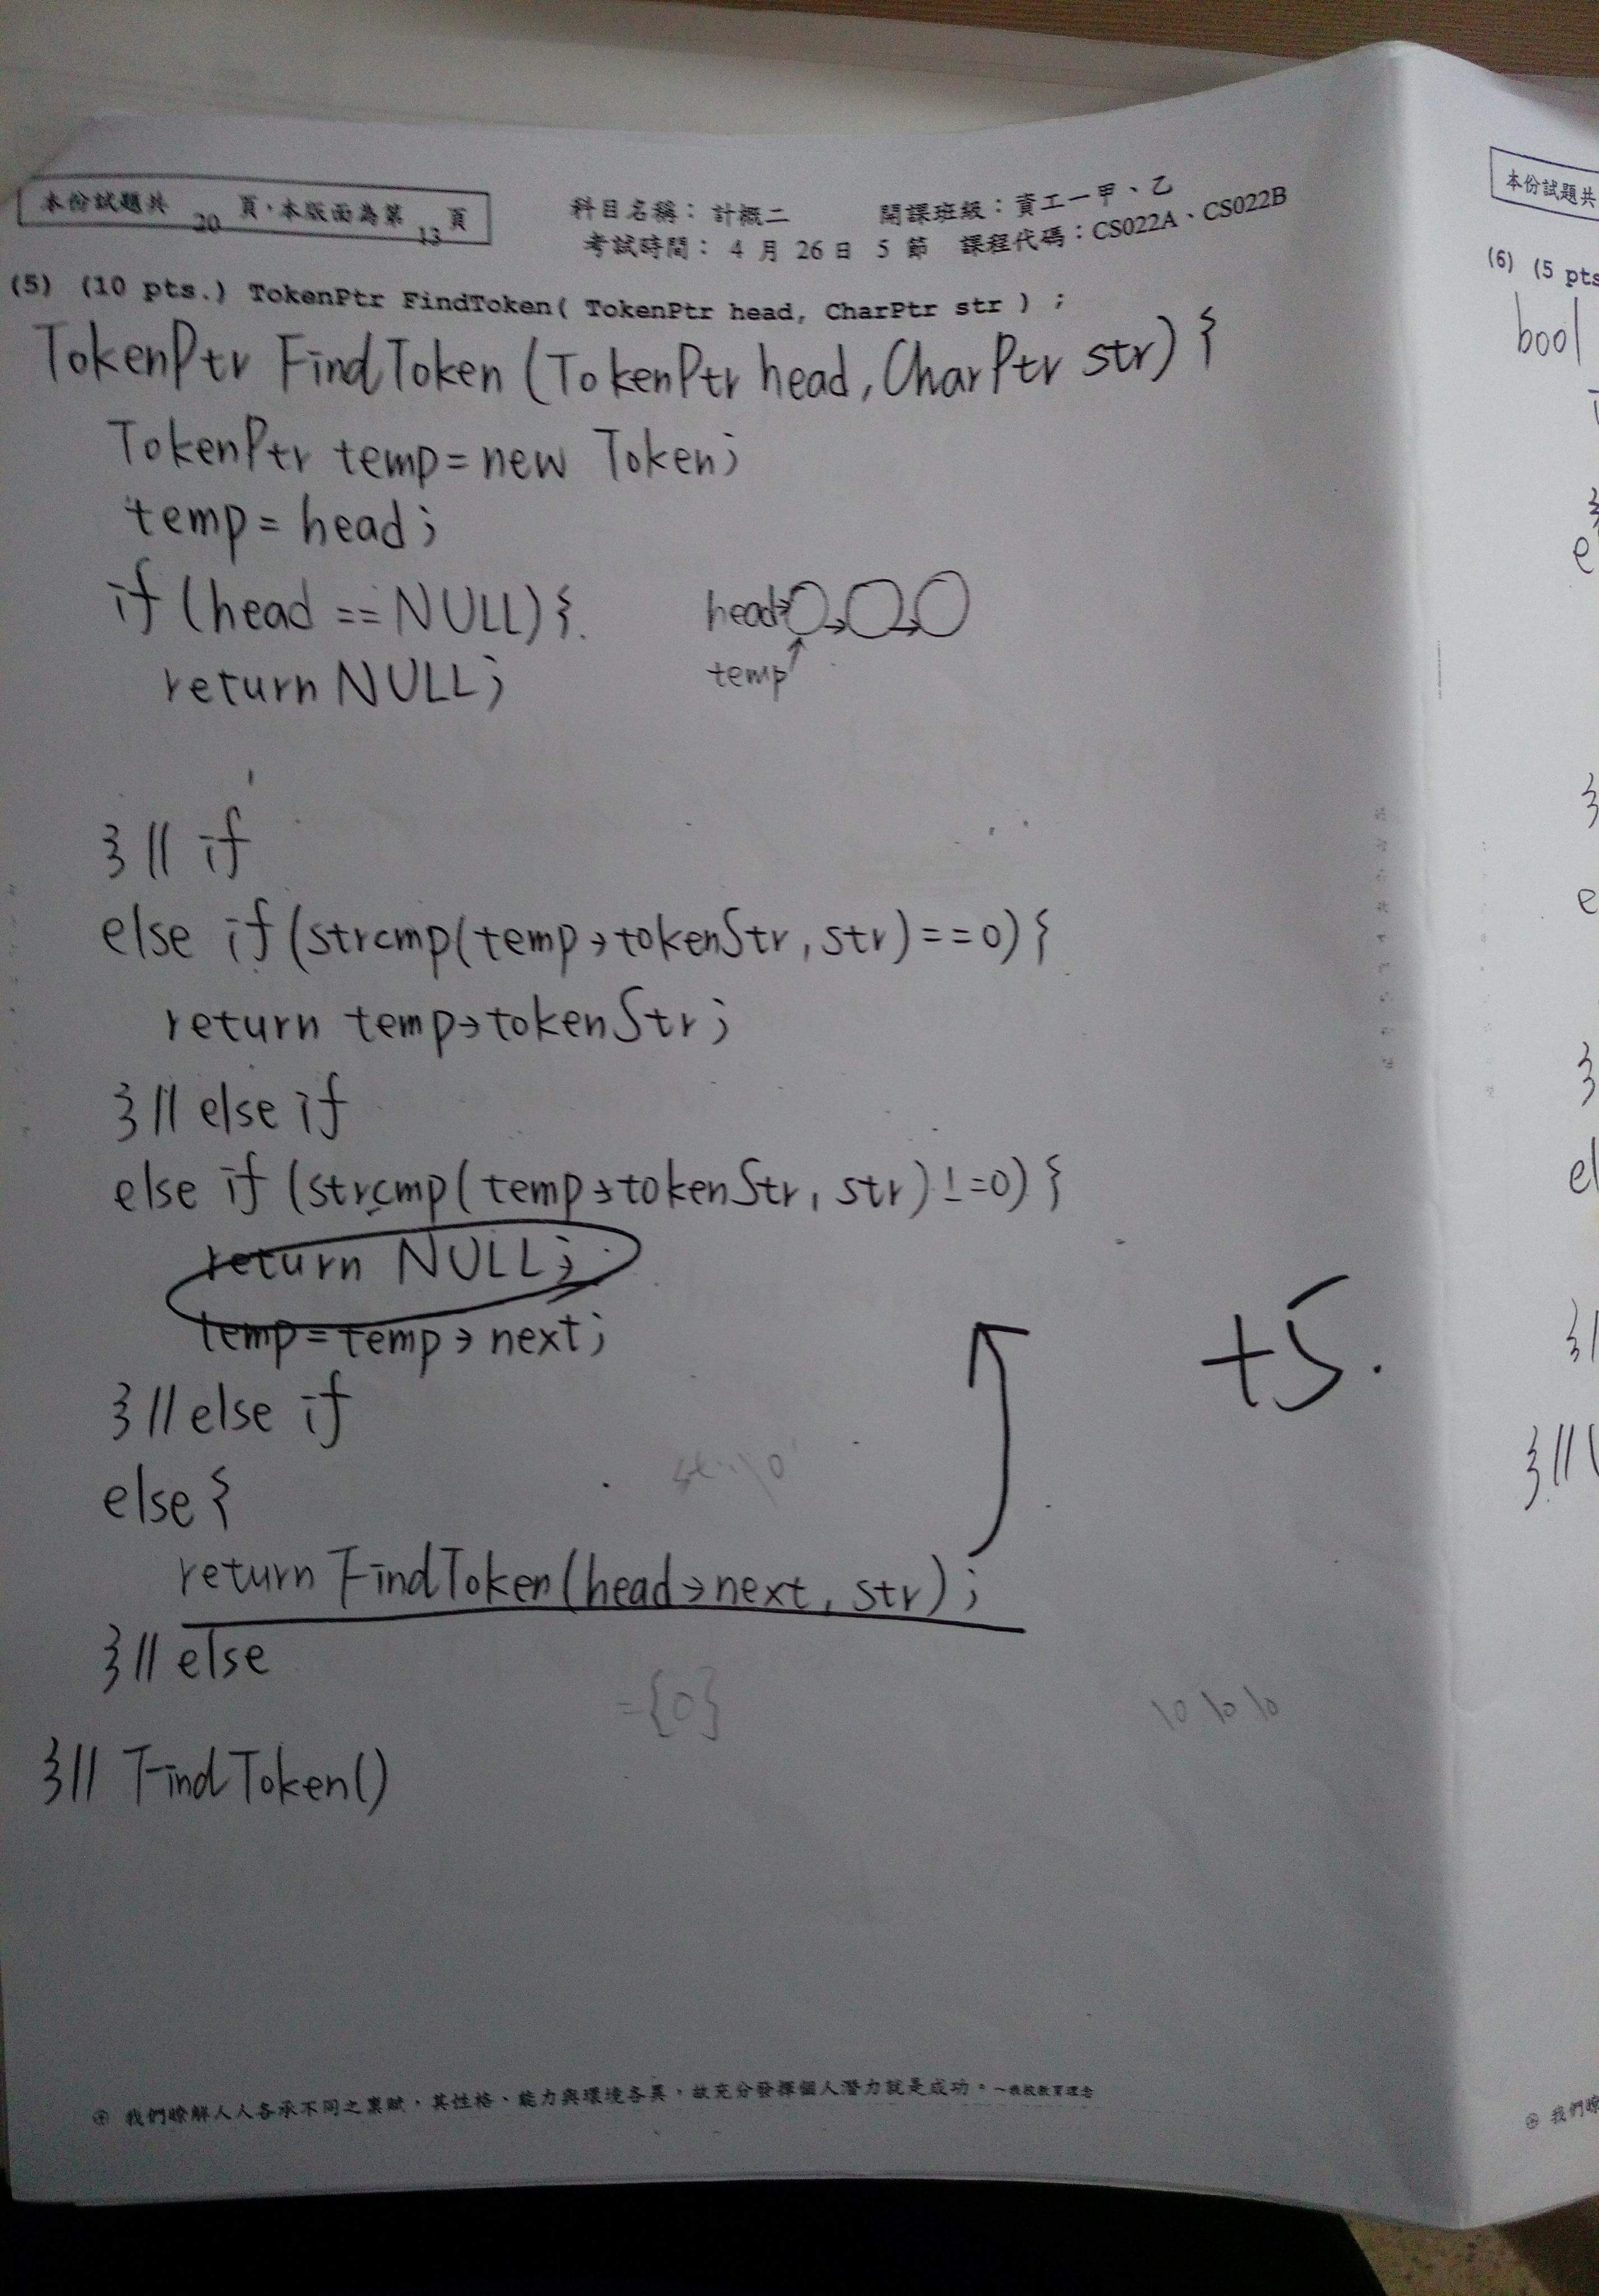 本份試題共 20 頁，本版面為第 13 頁
科目名稱： 計概二 開課班級：資工一甲、乙
考試時間： 4 月 26 日 5 節 課程代碼：CS022A、CS022B
(5) (10 pts.) TokenPtr FindToken( TokenPtr head, CharPtr str ) ;
TokenPtr FindToken (TokenPtr head, CharPtr str) {
TokenPtr temp = new Token;
temp = head;
if (head == NULL) {
head→
return NULL;
temp
} // if
else if (strcmp(temp→tokenStr, str) == 0) {
return temp→tokenStr;
} // else if
else if (strcmp(temp→tokenStr, str) != 0) {
return NULL;
temp = temp→next;
+5.
} // else if
else {
return FindToken(head→next, str);
} // else
={0}
\0 \0 \0
} // FindToken()
我們瞭解人人各承不同之稟賦，其性格、能力與環境各異，故充分發揮個人潛力就是成功。~我校教育理念
本份試題共
(6) (5 pts
bool
}
e
}
e
}
el
} /
} //
我們瞭